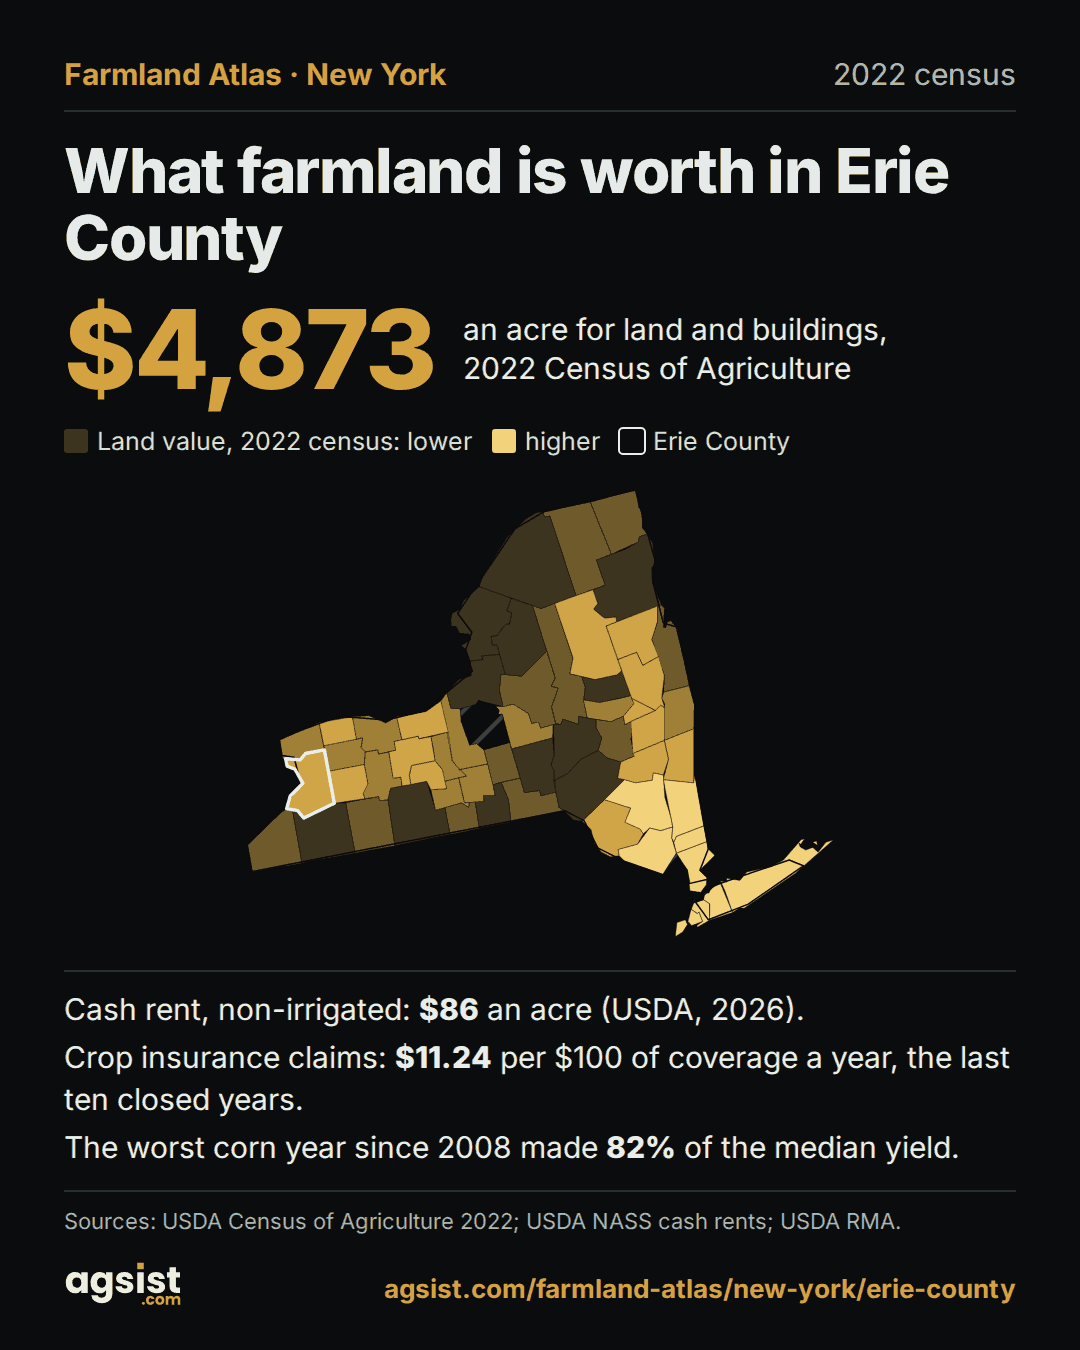 Farmland Atlas · New York
2022 census
What farmland is worth in Erie
County
$4,873
an acre for land and buildings,
2022 Census of Agriculture
Land value, 2022 census: lower
higher
Erie County
Cash rent, non-irrigated: $86 an acre (USDA, 2026).
Crop insurance claims: $11.24 per $100 of coverage a year, the last
ten closed years.
The worst corn year since 2008 made 82% of the median yield.
Sources: USDA Census of Agriculture 2022; USDA NASS cash rents; USDA RMA.
agsist
.com
agsist.com/farmland-atlas/new-york/erie-county